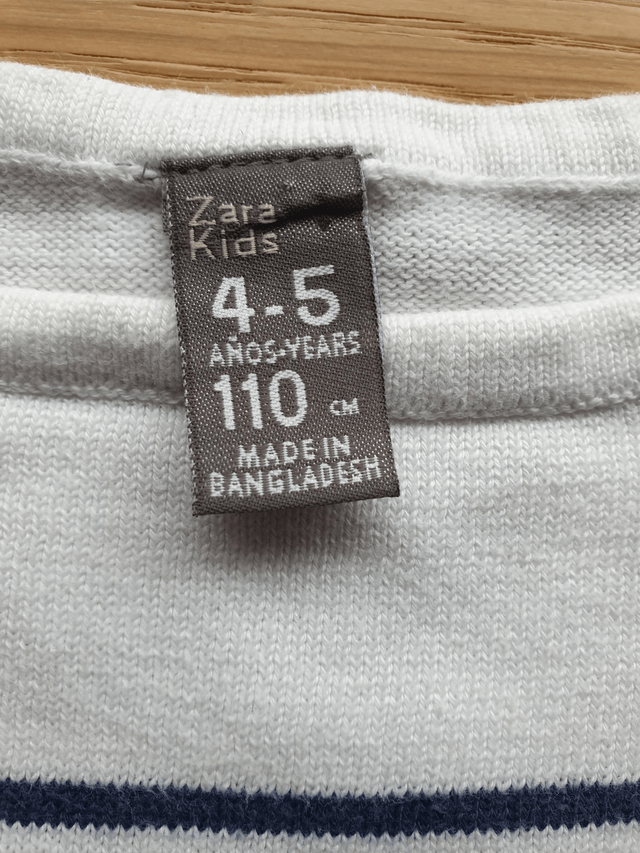 Zara
Kids
4-5
AÑOS-YEARS
110 CM
MADE IN
BANGLADESH